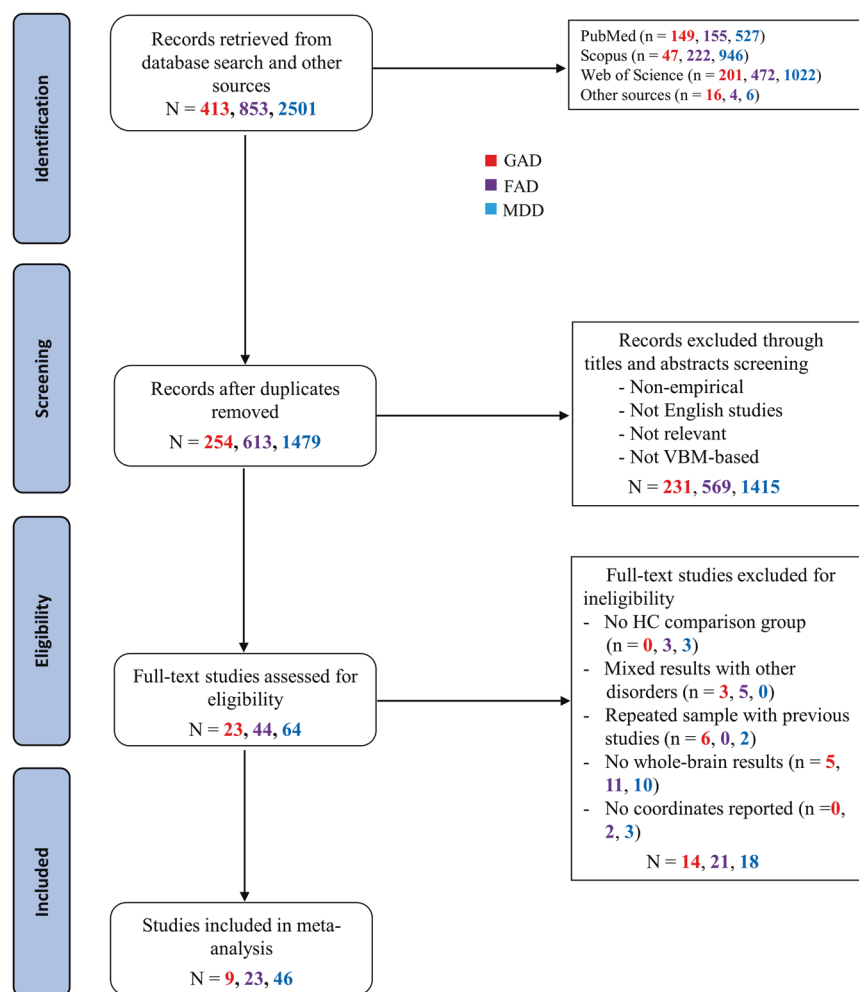 Identification
Records retrieved from
database search and other
sources
N = 413, 853, 2501
PubMed (n = 149, 155, 527)
Scopus (n = 47, 222, 946)
Web of Science (n = 201, 472, 1022)
Other sources (n = 16, 4, 6)
GAD
FAD
MDD
Screening
Records after duplicates
removed
N = 254, 613, 1479
Records excluded through
titles and abstracts screening
- Non-empirical
- Not English studies
- Not relevant
- Not VBM-based
N = 231, 569, 1415
Eligibility
Full-text studies assessed for
eligibility
N = 23, 44, 64
Full-text studies excluded for
ineligibility
- No HC comparison group
(n = 0, 3, 3)
- Mixed results with other
disorders (n = 3, 5, 0)
- Repeated sample with previous
studies (n = 6, 0, 2)
- No whole-brain results (n = 5,
11, 10)
- No coordinates reported (n =0,
2, 3)
N = 14, 21, 18
Included
Studies included in meta-
analysis
N = 9, 23, 46